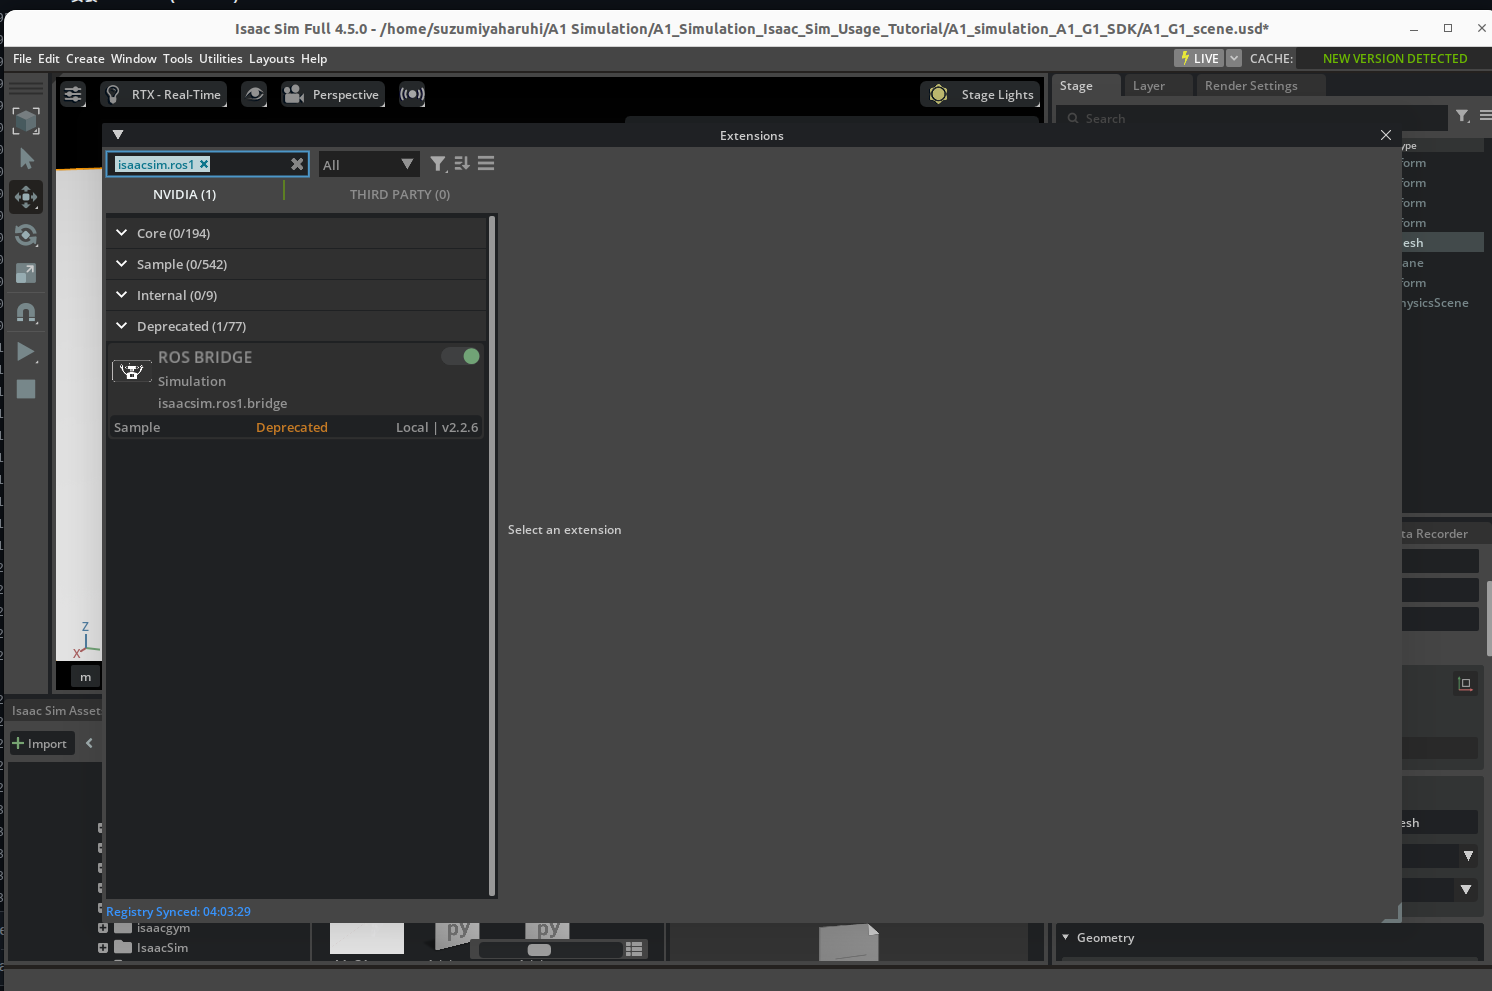 Isaac Sim Full 4.5.0 - /home/suzumiyaharuhi/A1 Simulation/A1_Simulation_Isaac_Sim_Usage_Tutorial/A1_simulation_A1_G1_SDK/A1_G1_scene.usd*
File Edit Create Window Tools Utilities Layouts Help
LIVE CACHE: NEW VERSION DETECTED
RTX - Real-Time Perspective Stage Lights
Stage Layer Render Settings
Search
Extensions
isaacsim.ros1 All
NVIDIA (1) THIRD PARTY (0)
Core (0/194)
Sample (0/542)
Internal (0/9)
Deprecated (1/77)
ROS BRIDGE
Simulation
isaacsim.ros1.bridge
Sample Deprecated Local | v2.2.6
Select an extension
ype
form
form
form
form
esh
ane
form
hysicsScene
ta Recorder
Z
X
m
Isaac Sim Asset
Import
esh
Registry Synced: 04:03:29
isaacgym
IsaacSim
py py
Geometry